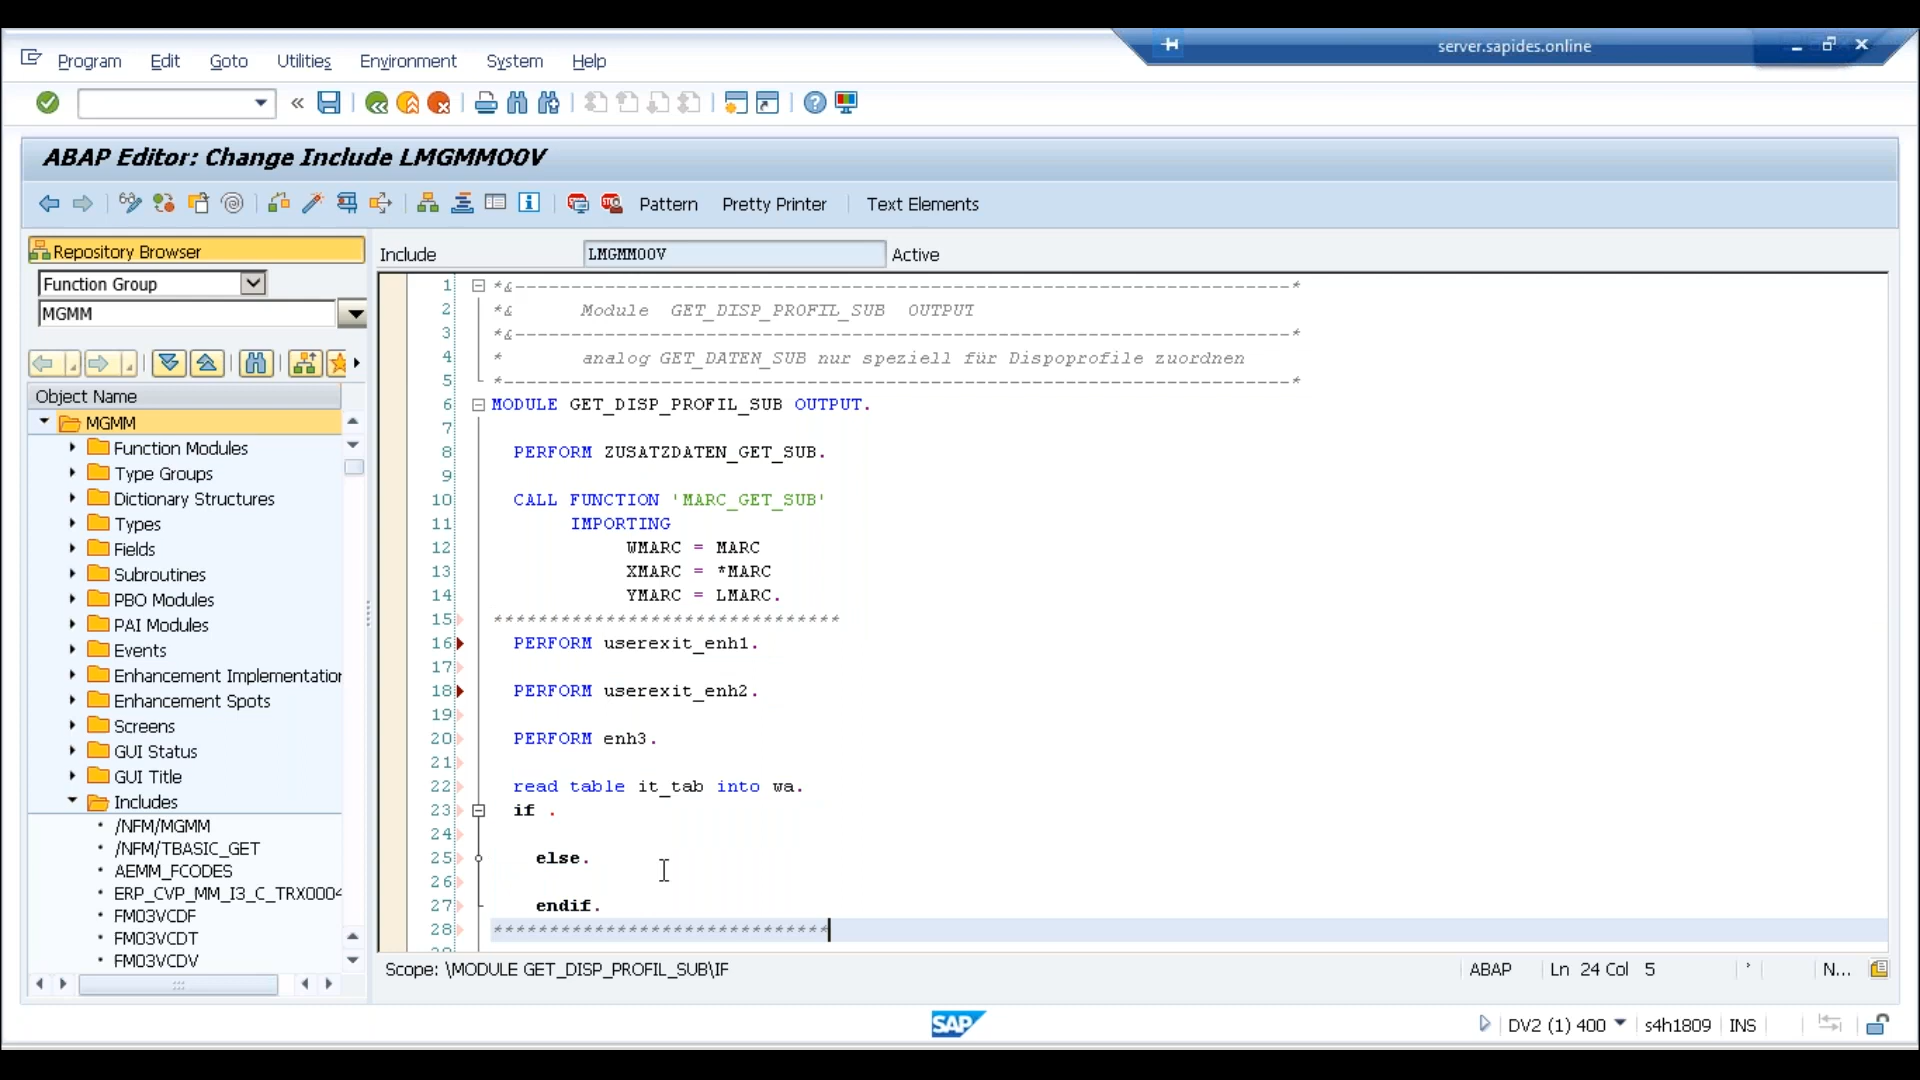 server.sapides.online
Program Edit Goto Utilities Environment System Help
ABAP Editor: Change Include LMGMMO0V
Pattern Pretty Printer Text Elements
Repository Browser
Function Group
MGMM
Object Name
MGMM
Function Modules
Type Groups
Dictionary Structures
Types
Fields
Subroutines
PBO Modules
PAI Modules
Events
Enhancement Implementation
Enhancement Spots
Screens
GUI Status
GUI Title
Includes
/NFM/MGMM
/NFM/TBASIC_GET
AEMM_FCODES
ERP_CVP_MM_I3_C_TRX0004
FM03VCDF
FM03VCDT
FM03VCDV
Include LMGMMO0V Active
1 *&---------------------------------------------------------------------*
2 *&      Module  GET_DISP_PROFIL_SUB  OUTPUT
3 *&---------------------------------------------------------------------*
4 *       analog GET_DATEN_SUB nur speziell für Dispoprofile zuordnen
5 *----------------------------------------------------------------------*
6 MODULE GET_DISP_PROFIL_SUB OUTPUT.
7
8 PERFORM ZUSATZDATEN_GET_SUB.
9
10 CALL FUNCTION 'MARC_GET_SUB'
11 IMPORTING
12 WMARC = MARC
13 XMARC = *MARC
14 YMARC = LMARC.
15 *******************************
16 PERFORM userexit_enh1.
17
18 PERFORM userexit_enh2.
19
20 PERFORM enh3.
21
22 read table it_tab into wa.
23 if .
24
25 else.
26
27 endif.
28 ******************************
Scope: \MODULE GET_DISP_PROFIL_SUB\IF ABAP Ln 24 Col 5 N...
SAP DV2 (1) 400 s4h1809 INS